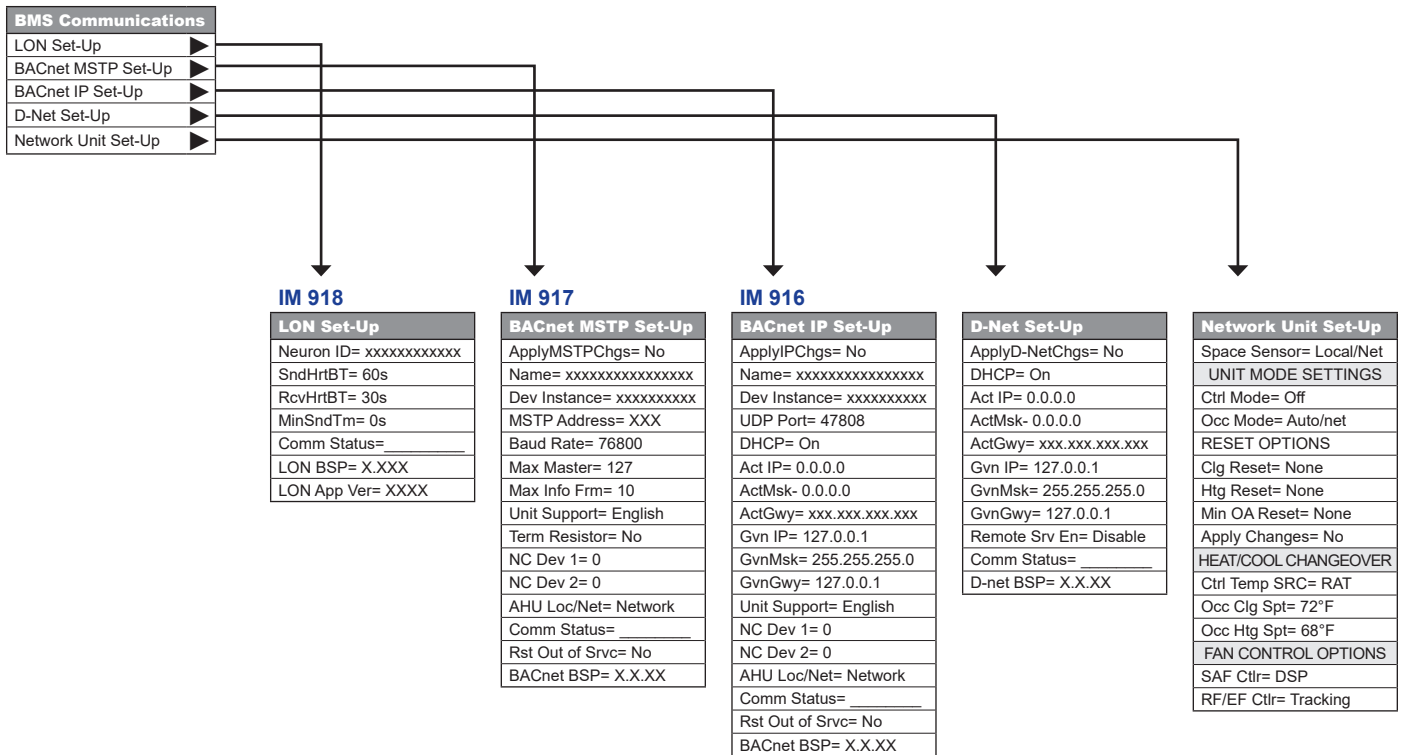 BMS Communications
LON Set-Up
BACnet MSTP Set-Up
BACnet IP Set-Up
D-Net Set-Up
Network Unit Set-Up
IM 918
LON Set-Up
Neuron ID= xxxxxxxxxxxx
SndHrtBT= 60s
RcvHrtBT= 30s
MinSndTm= 0s
Comm Status=_________
LON BSP= X.XXX
LON App Ver= XXXX
IM 917
BACnet MSTP Set-Up
ApplyMSTPChgs= No
Name= xxxxxxxxxxxxxxxx
Dev Instance= xxxxxxxxxx
MSTP Address= XXX
Baud Rate= 76800
Max Master= 127
Max Info Frm= 10
Unit Support= English
Term Resistor= No
NC Dev 1= 0
NC Dev 2= 0
AHU Loc/Net= Network
Comm Status= ________
Rst Out of Srvc= No
BACnet BSP= X.X.XX
IM 916
BACnet IP Set-Up
ApplyIPChgs= No
Name= xxxxxxxxxxxxxxxx
Dev Instance= xxxxxxxxxx
UDP Port= 47808
DHCP= On
Act IP= 0.0.0.0
ActMsk- 0.0.0.0
ActGwy= xxx.xxx.xxx.xxx
Gvn IP= 127.0.0.1
GvnMsk= 255.255.255.0
GvnGwy= 127.0.0.1
Unit Support= English
NC Dev 1= 0
NC Dev 2= 0
AHU Loc/Net= Network
Comm Status= ________
Rst Out of Srvc= No
BACnet BSP= X.X.XX
D-Net Set-Up
ApplyD-NetChgs= No
DHCP= On
Act IP= 0.0.0.0
ActMsk- 0.0.0.0
ActGwy= xxx.xxx.xxx.xxx
Gvn IP= 127.0.0.1
GvnMsk= 255.255.255.0
GvnGwy= 127.0.0.1
Remote Srv En= Disable
Comm Status= ________
D-net BSP= X.X.XX
Network Unit Set-Up
Space Sensor= Local/Net
UNIT MODE SETTINGS
Ctrl Mode= Off
Occ Mode= Auto/net
RESET OPTIONS
Clg Reset= None
Htg Reset= None
Min OA Reset= None
Apply Changes= No
HEAT/COOL CHANGEOVER
Ctrl Temp SRC= RAT
Occ Clg Spt= 72°F
Occ Htg Spt= 68°F
FAN CONTROL OPTIONS
SAF Ctlr= DSP
RF/EF Ctlr= Tracking